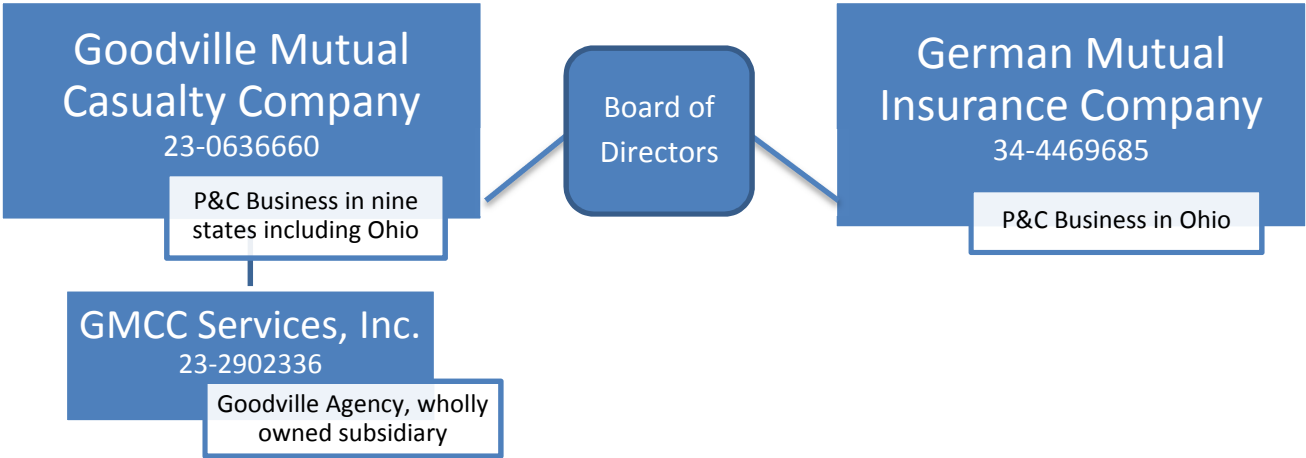 Goodville Mutual
Casualty Company
23-0636660
P&C Business in nine
states including Ohio
Board of
Directors
German Mutual
Insurance Company
34-4469685
P&C Business in Ohio
GMCC Services, Inc.
23-2902336
Goodville Agency, wholly
owned subsidiary